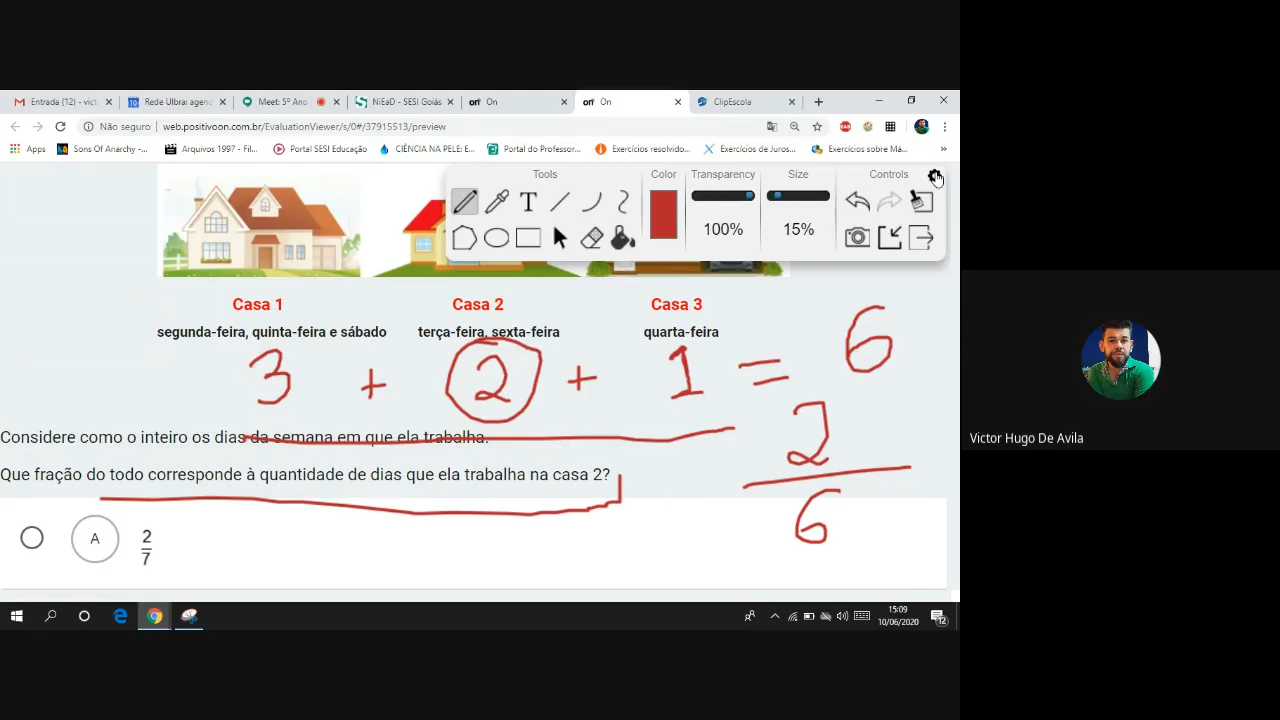 Entrada (12) - vict
Rede Ulbra: agend
Meet: 5º Ano
NiEaD - SESI Goiás
On
On
ClipEscola
Não seguro
web.positivoon.com.br/EvaluationViewer/s/0#/37915513/preview
Apps
Sons Of Anarchy -...
Arquivos 1997 - Fil...
Portal SESI Educação
CIÊNCIA NA PELE: E...
Portal do Professor...
Exercícios resolvido...
Exercícios de Juros...
Exercícios sobre Má...
»
Tools
Color
Transparency
Size
Controls
T
100%
15%
Casa 1
Casa 2
Casa 3
segunda-feira, quinta-feira e sábado
terça-feira, sexta-feira
quarta-feira
3 + 2 + 1 = 6
2
6
Considere como o inteiro os dias da semana em que ela trabalha.
Que fração do todo corresponde à quantidade de dias que ela trabalha na casa 2?
A
2
7
Victor Hugo De Avila
15:09
10/06/2020
12